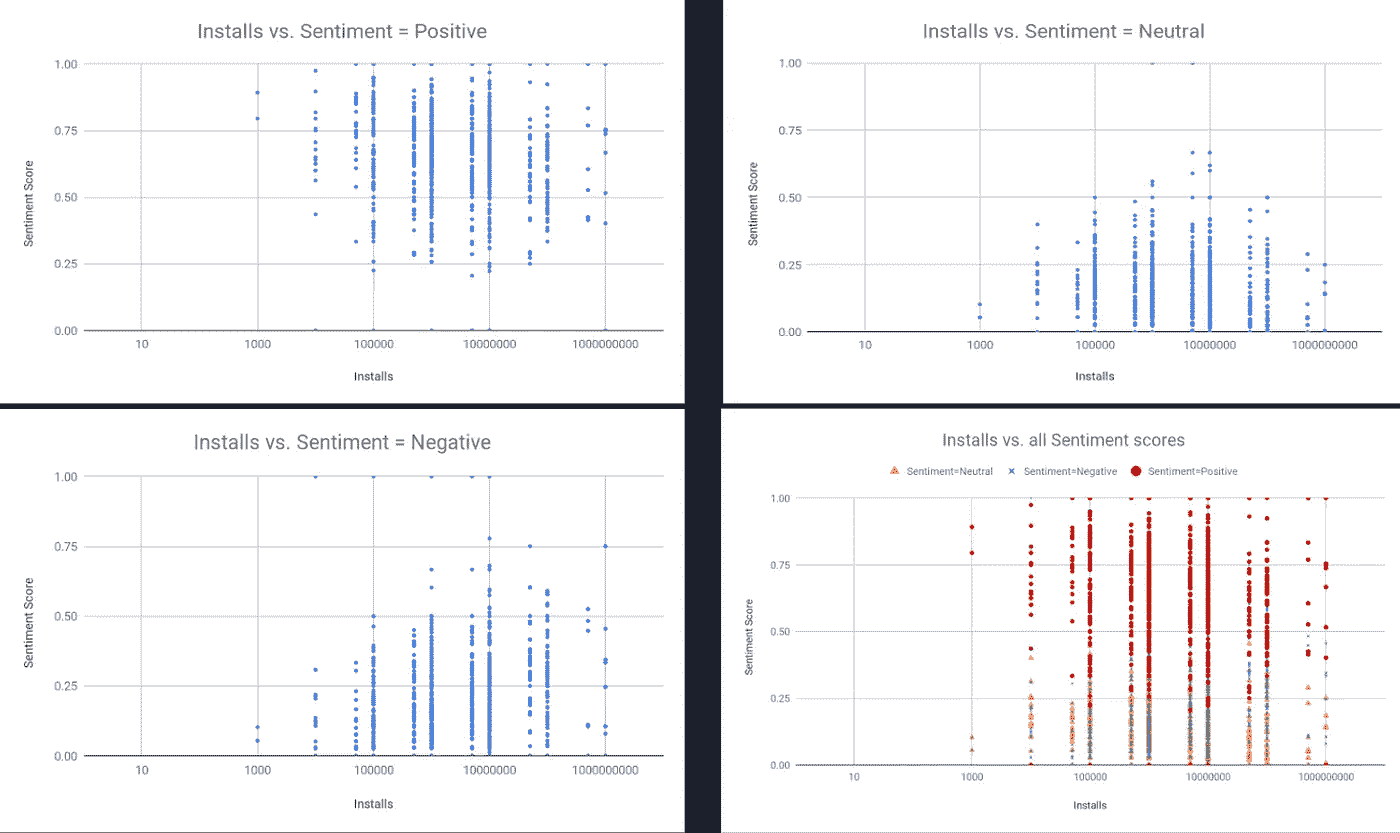 Installs vs. Sentiment = Positive
1.00
0.75
0.50
0.25
0.00
Sentiment Score
10 1000 100000 10000000 1000000000
Installs
Installs vs. Sentiment = Neutral
1.00
0.75
0.50
0.25
0.00
Sentiment Score
10 1000 100000 10000000 1000000000
Installs
Installs vs. Sentiment = Negative
1.00
0.75
0.50
0.25
0.00
Sentiment Score
10 1000 100000 10000000 1000000000
Installs
Installs vs. all Sentiment scores
Sentiment=Neutral Sentiment=Negative Sentiment=Positive
1.00
0.75
0.50
0.25
0.00
Sentiment Score
10 1000 100000 10000000 1000000000
Installs